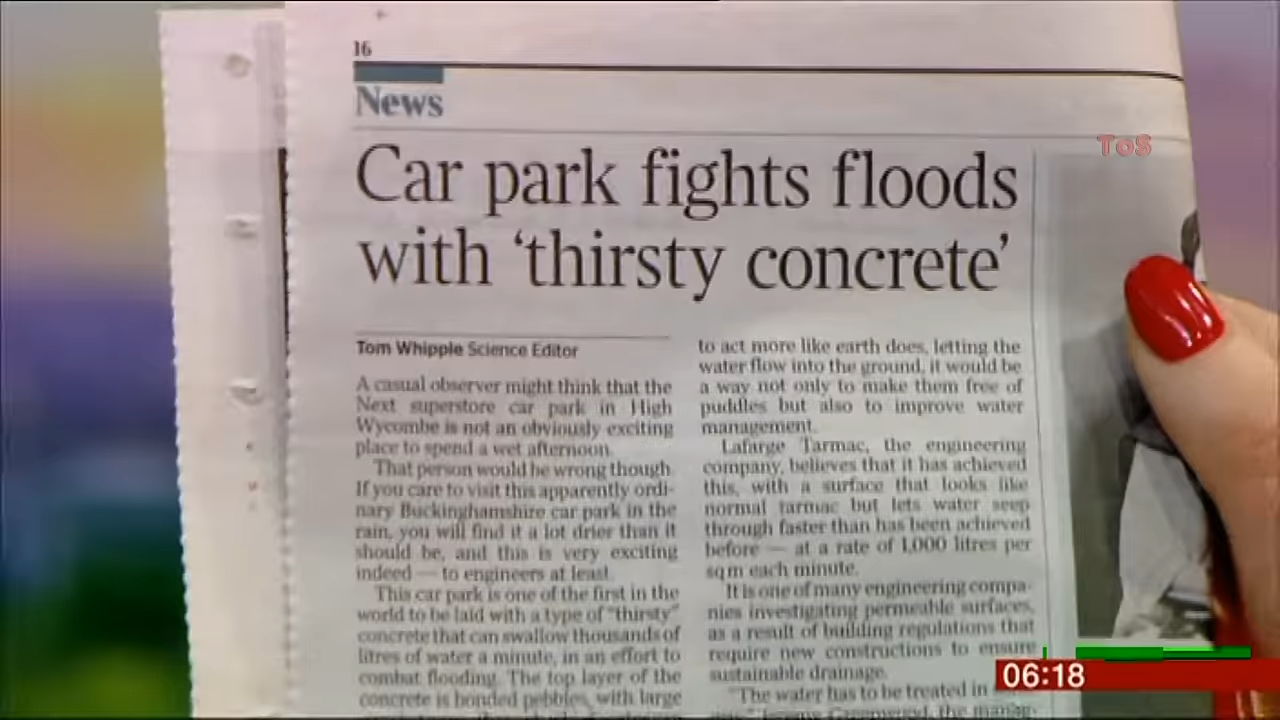 16
News
Car park fights floods
with ‘thirsty concrete’
Tom Whipple Science Editor
A casual observer might think that the
Next superstore car park in High
Wycombe is not an obviously exciting
place to spend a wet afternoon.
That person would be wrong though.
If you care to visit this apparently ordi-
nary Buckinghamshire car park in the
rain, you will find it a lot drier than it
should be, and this is very exciting
indeed — to engineers at least.
This car park is one of the first in the
world to be laid with a type of "thirsty"
concrete that can swallow thousands of
litres of water a minute, in an effort to
combat flooding. The top layer of the
concrete is bonded pebbles, with large
to act more like earth does, letting the
water flow into the ground, it would be
a way not only to make them free of
puddles but also to improve water
management.
Lafarge Tarmac, the engineering
company, believes that it has achieved
this, with a surface that looks like
normal tarmac but lets water seep
through faster than has been achieved
before — at a rate of 1,000 litres per
sq m each minute.
It is one of many engineering compa-
nies investigating permeable surfaces,
as a result of building regulations that
require new constructions to ensure
sustainable drainage.
"The water has to be treated in
the manag-
ToS
06:18